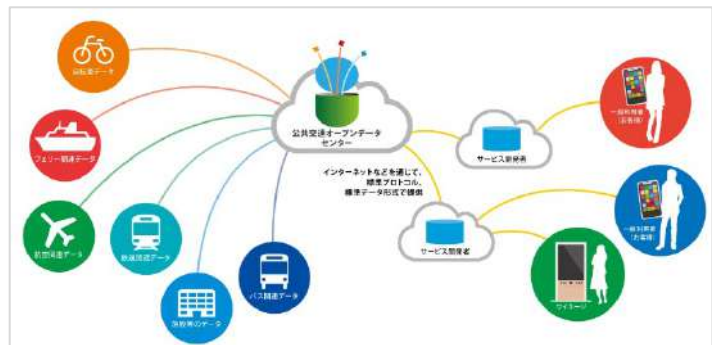 自転車データ
フェリー関連データ
航空関連データ
鉄道関連データ
施設等のデータ
バス関連データ
公共交通オープンデータ
センター
インターネットなどを通じて、
標準プロトコル、
標準データ形式で提供
サービス開発者
サービス開発者
一般利用者
(お客様)
一般利用者
(お客様)
サイネージ